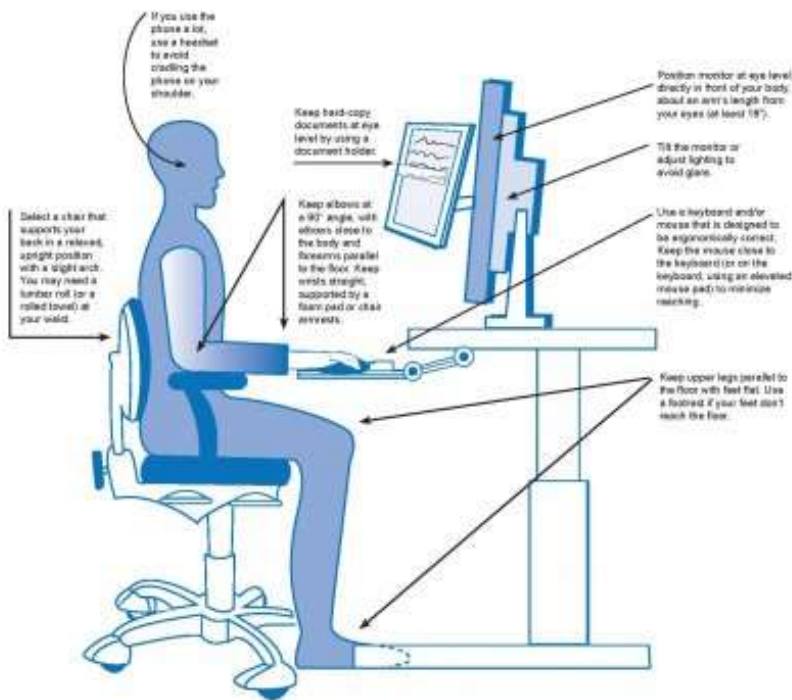 If you use the
phone a lot,
use a headset
to avoid
cradling the
phone on your
shoulder.
Position monitor at eye level
directly in front of your body,
about an arm's length from
your eyes (at least 18").
Keep hard-copy
documents at eye
level by using a
document holder.
Tilt the monitor or
adjust lighting to
avoid glare.
Select a chair that
supports your
back in a relaxed,
upright position
with a slight arch.
You may need a
lumbar roll (or a
rolled towel) at
your waist.
Keep elbows at
a 90° angle, with
elbows close to
the body and
forearms parallel
to the floor. Keep
wrists straight,
supported by a
foam pad or chair
armrests.
Use a keyboard and/or
mouse that is designed to
be ergonomically correct.
Keep the mouse close to
the keyboard (or on the
keyboard, using an elevated
mouse pad) to minimize
reaching.
Keep upper legs parallel to
the floor with feet flat. Use
a footrest if your feet don't
reach the floor.